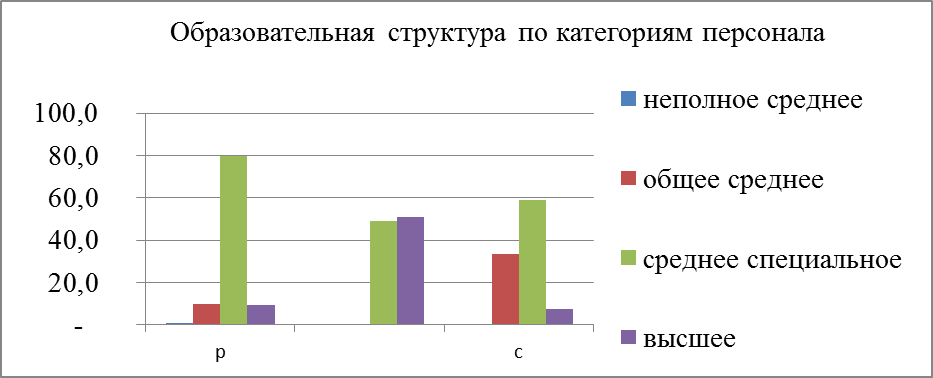 Образовательная структура по категориям персонала
100,0
80,0
60,0
40,0
20,0
-
р
с
неполное среднее
общее среднее
среднее специальное
высшее